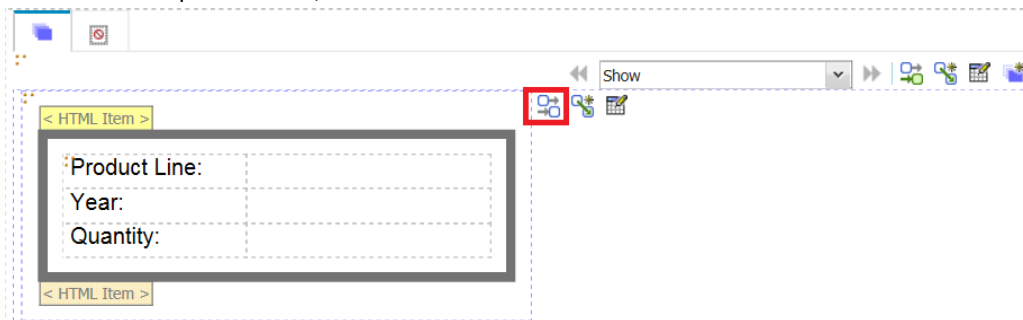 Show
< HTML Item >
Product Line:
Year:
Quantity:
< HTML Item >